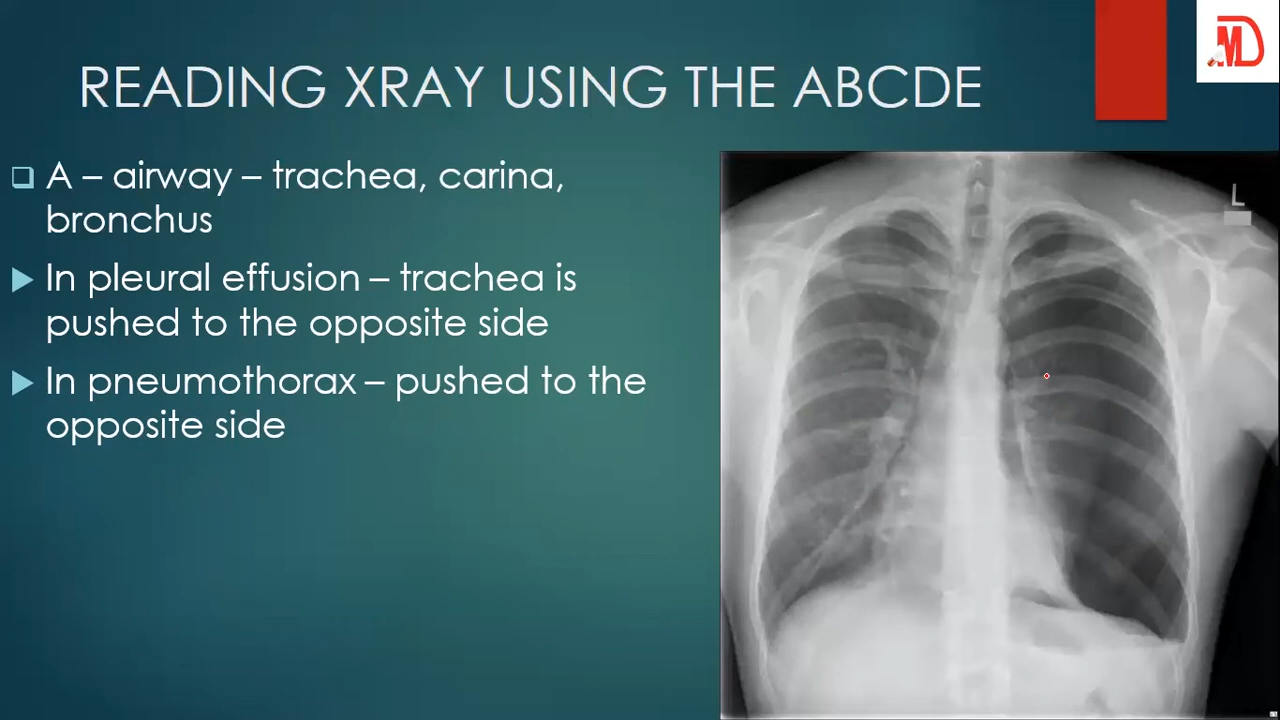 READING XRAY USING THE ABCDE
A – airway – trachea, carina,
bronchus
In pleural effusion – trachea is
pushed to the opposite side
In pneumothorax – pushed to the
opposite side
L
MD